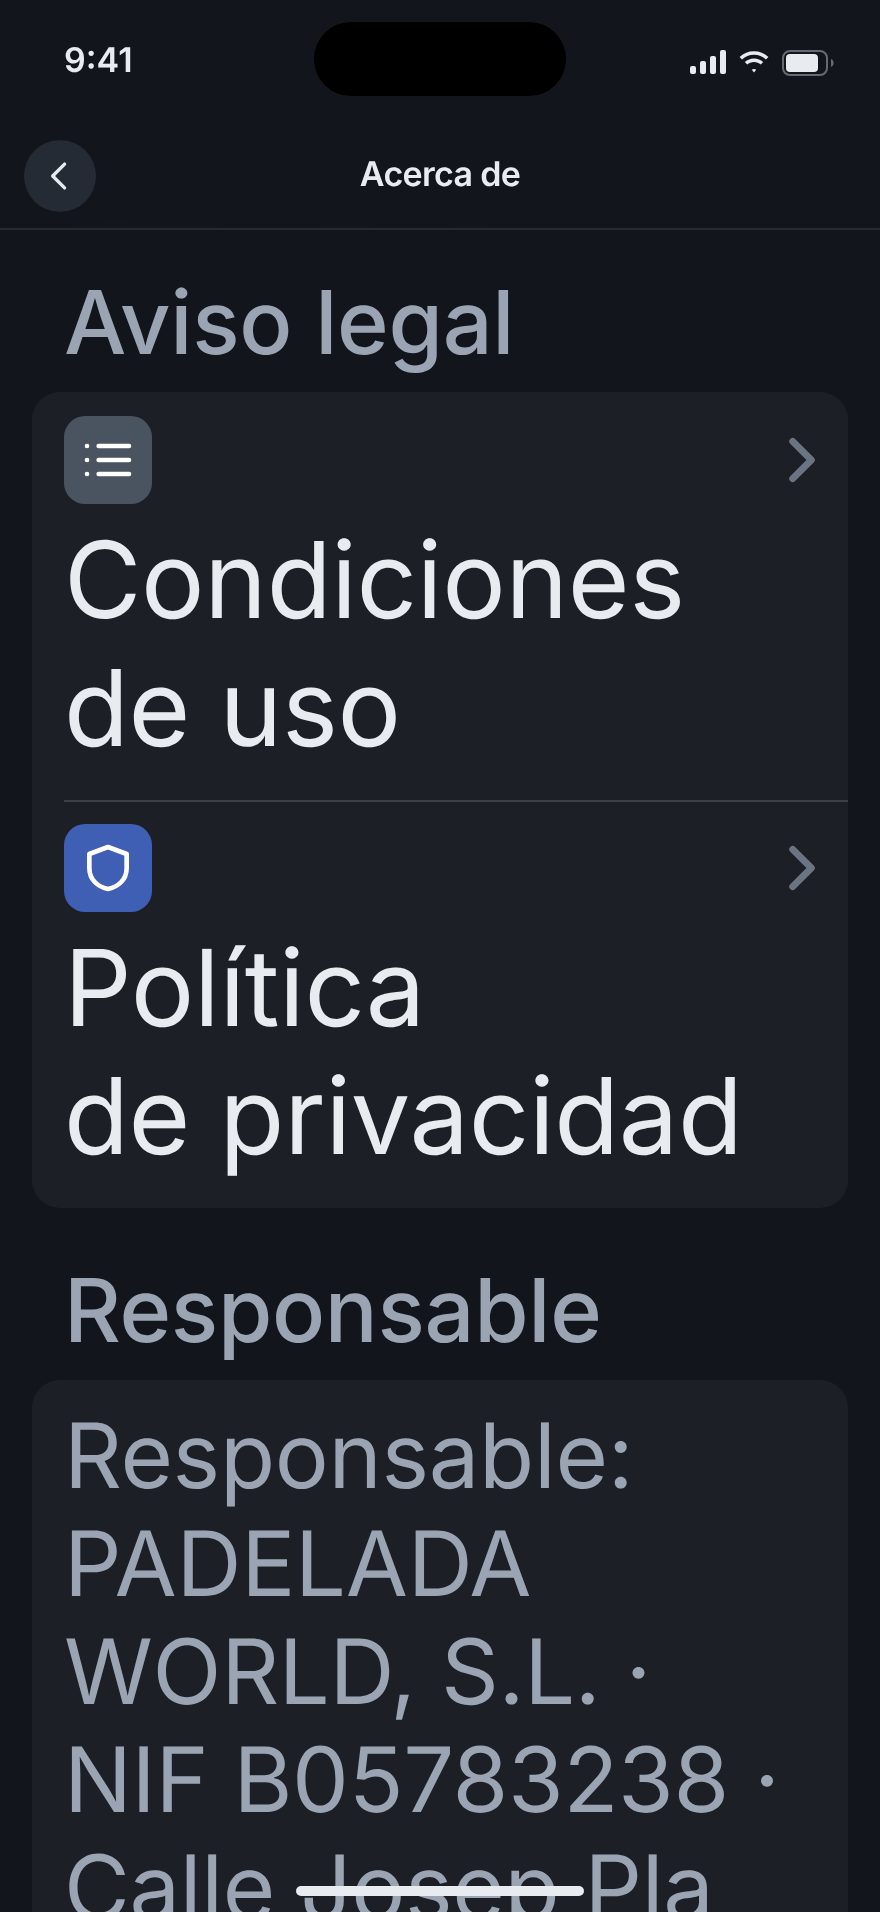 9:41
Acerca de
Aviso legal
Condiciones
de uso
Política
de privacidad
Responsable
Responsable:
PADELADA
WORLD, S.L. ·
NIF B05783238 ·
Calle Josep Pla